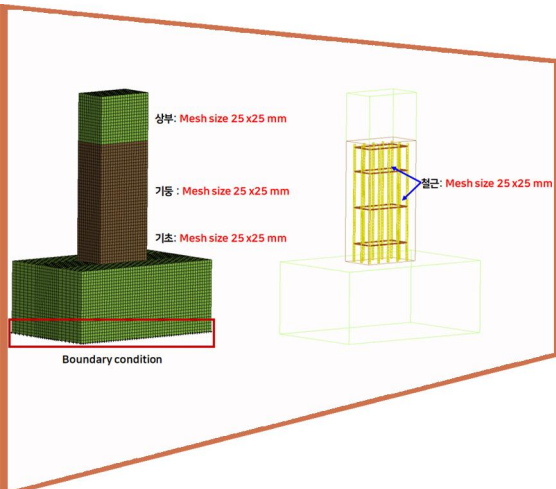 상부: Mesh size 25 x25 mm
기둥 : Mesh size 25 x25 mm
철근: Mesh size 25 x25 mm
기초: Mesh size 25 x25 mm
Boundary condition